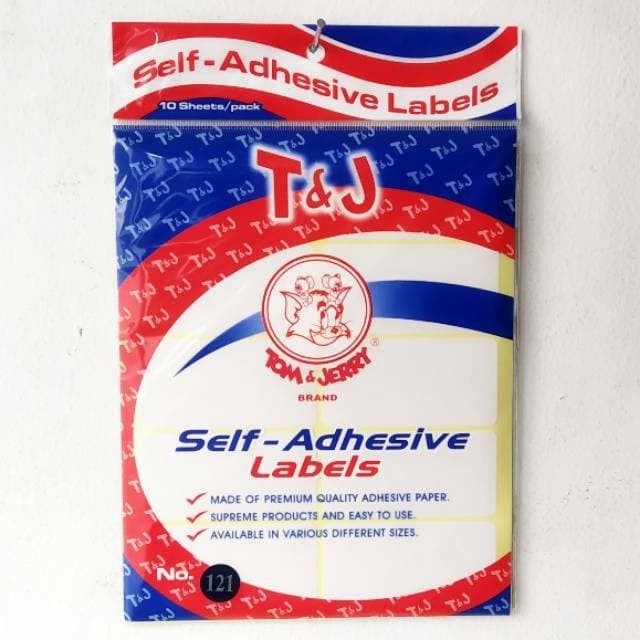 Self-Adhesive Labels
10 Sheets/pack
T&J
TOM & JERRY ®
BRAND
Self-Adhesive
Labels
✓ MADE OF PREMIUM QUALITY ADHESIVE PAPER.
✓ SUPREME PRODUCTS AND EASY TO USE.
✓ AVAILABLE IN VARIOUS DIFFERENT SIZES.
No. 121
T&J